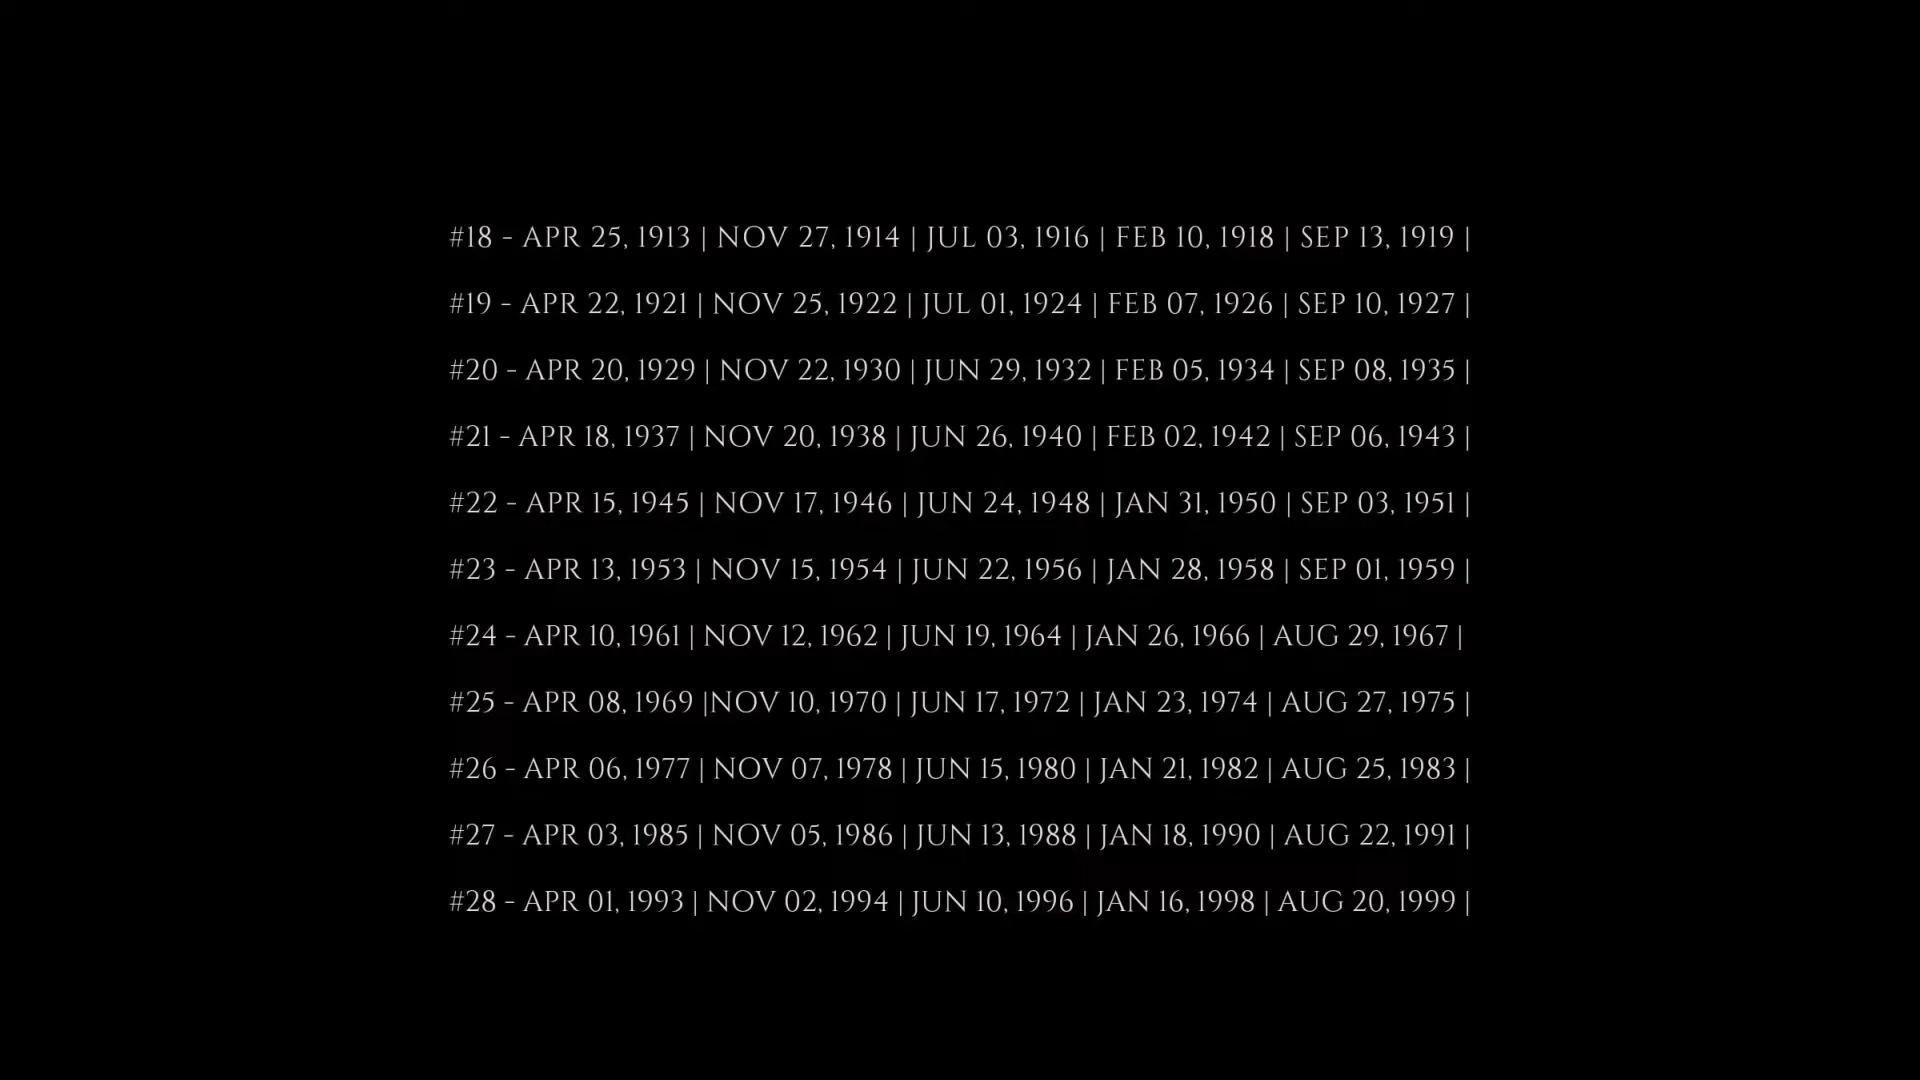 #18 - APR 25, 1913 | NOV 27, 1914 | JUL 03, 1916 | FEB 10, 1918 | SEP 13, 1919 |
#19 - APR 22, 1921 | NOV 25, 1922 | JUL 01, 1924 | FEB 07, 1926 | SEP 10, 1927 |
#20 - APR 20, 1929 | NOV 22, 1930 | JUN 29, 1932 | FEB 05, 1934 | SEP 08, 1935 |
#21 - APR 18, 1937 | NOV 20, 1938 | JUN 26, 1940 | FEB 02, 1942 | SEP 06, 1943 |
#22 - APR 15, 1945 | NOV 17, 1946 | JUN 24, 1948 | JAN 31, 1950 | SEP 03, 1951 |
#23 - APR 13, 1953 | NOV 15, 1954 | JUN 22, 1956 | JAN 28, 1958 | SEP 01, 1959 |
#24 - APR 10, 1961 | NOV 12, 1962 | JUN 19, 1964 | JAN 26, 1966 | AUG 29, 1967 |
#25 - APR 08, 1969 |NOV 10, 1970 | JUN 17, 1972 | JAN 23, 1974 | AUG 27, 1975 |
#26 - APR 06, 1977 | NOV 07, 1978 | JUN 15, 1980 | JAN 21, 1982 | AUG 25, 1983 |
#27 - APR 03, 1985 | NOV 05, 1986 | JUN 13, 1988 | JAN 18, 1990 | AUG 22, 1991 |
#28 - APR 01, 1993 | NOV 02, 1994 | JUN 10, 1996 | JAN 16, 1998 | AUG 20, 1999 |